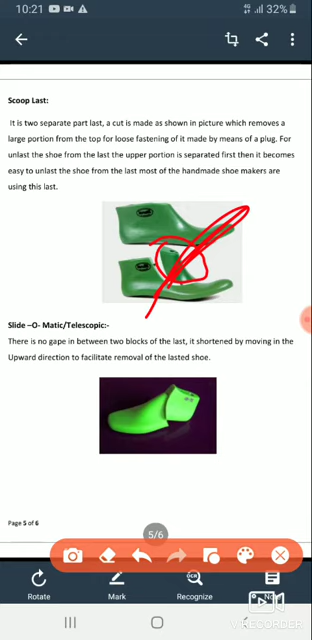 10:21
4G
32%
Scoop Last:
It is two separate part last, a cut is made as shown in picture which removes a
large portion from the top for loose fastening of it made by means of a plug. For
unlast the shoe from the last the upper portion is separated first then it becomes
easy to unlast the shoe from the last most of the handmade shoe makers are
using this last.
Slide –O- Matic/Telescopic:-
There is no gape in between two blocks of the last, it shortened by moving in the
Upward direction to facilitate removal of the lasted shoe.
Page 5 of 6
5/6
OCR
Rotate
Mark
Recognize
VIRECORDER